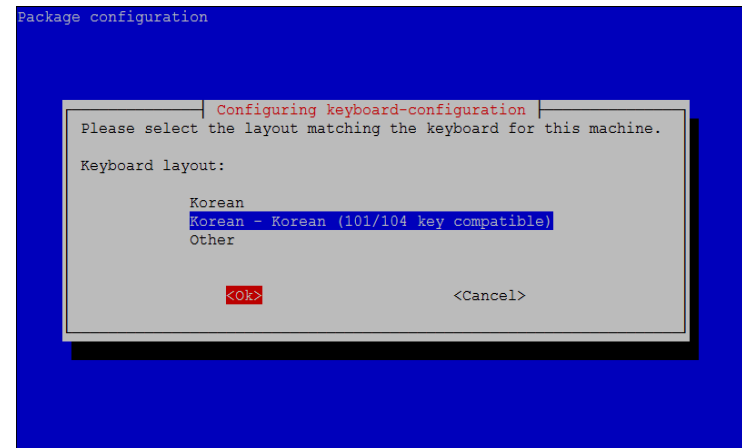 Package configuration
Configuring keyboard-configuration
Please select the layout matching the keyboard for this machine.
Keyboard layout:
Korean
Korean - Korean (101/104 key compatible)
Other
<Ok> <Cancel>